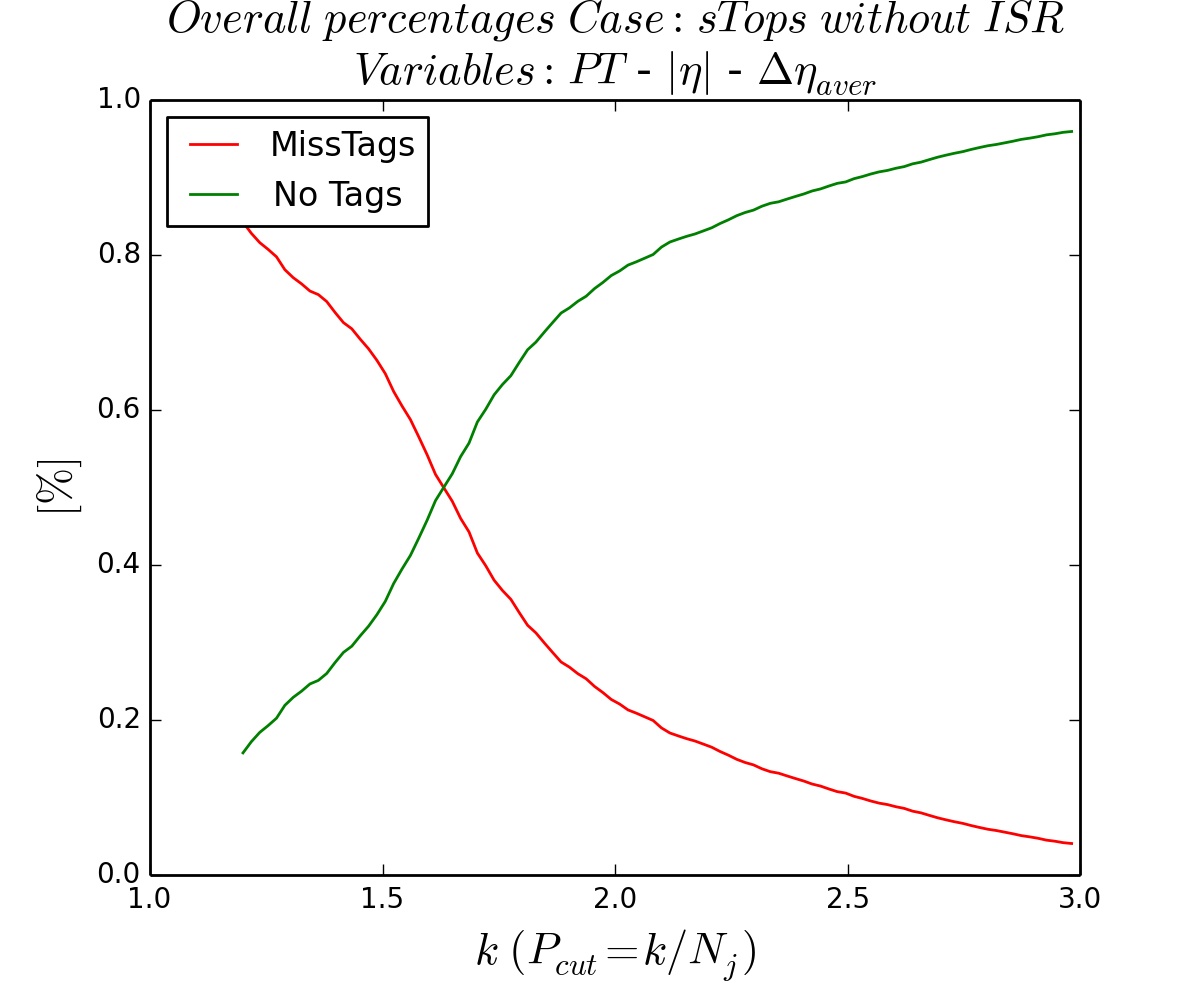 Overall percentages Case: sTops without ISR
Variables: PT - |η| - Δη_aver
1.0
MissTags
No Tags
0.8
0.6
[%]
0.4
0.2
0.0
1.0 1.5 2.0 2.5 3.0
k (P_cut = k/N_j)